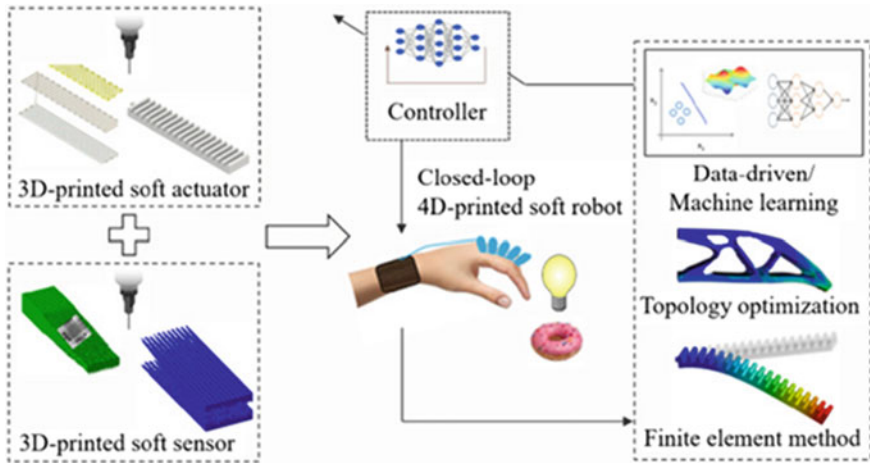 3D-printed soft actuator
3D-printed soft sensor
Controller
Closed-loop
4D-printed soft robot
Data-driven/
Machine learning
Topology optimization
Finite element method